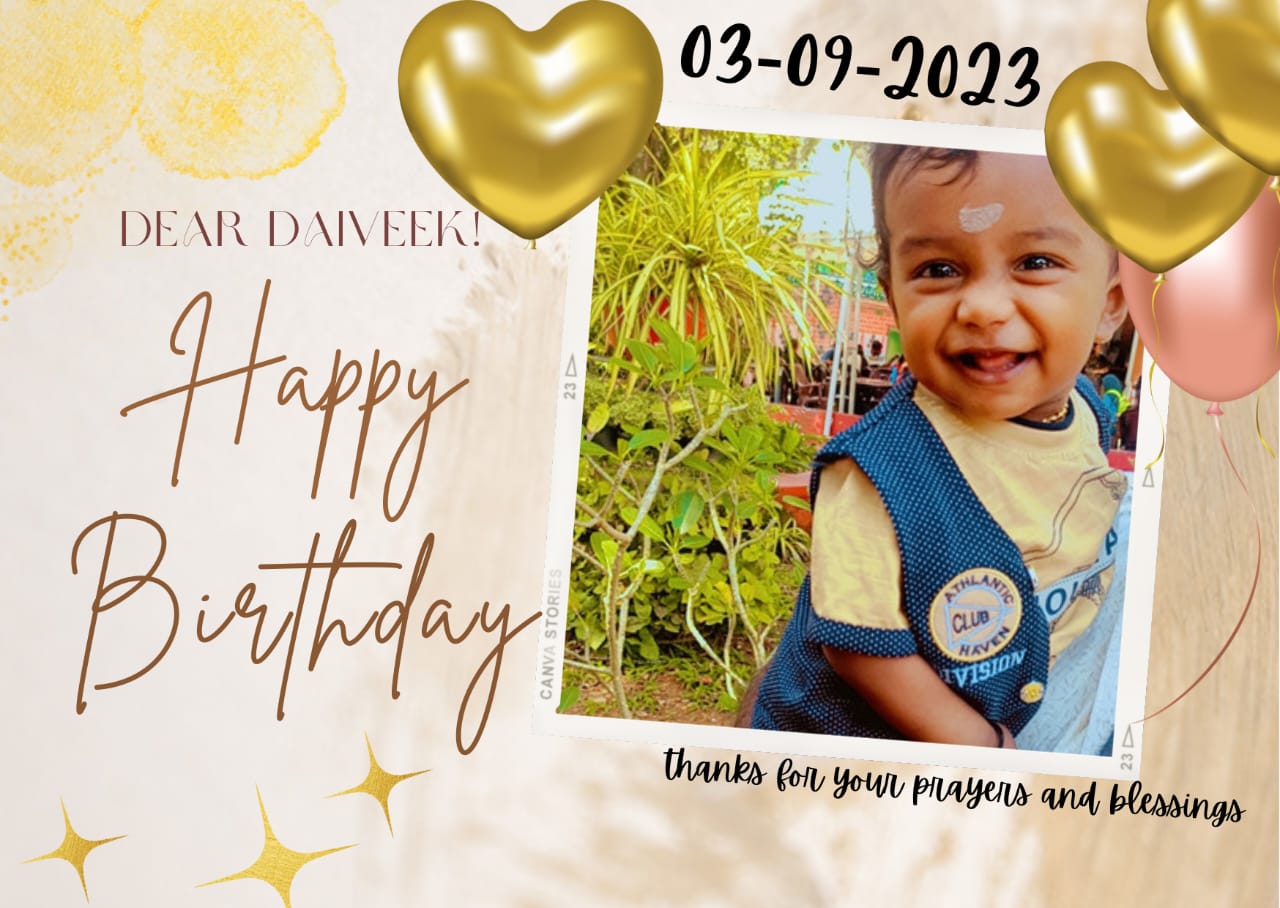 03-09-2023
DEAR DAIVEEK!
Happy
Birthday
23
CANVA STORIES
ATHLANTIC
CLUB
HAVEN
IVISION
23
thanks for your prayers and blessings